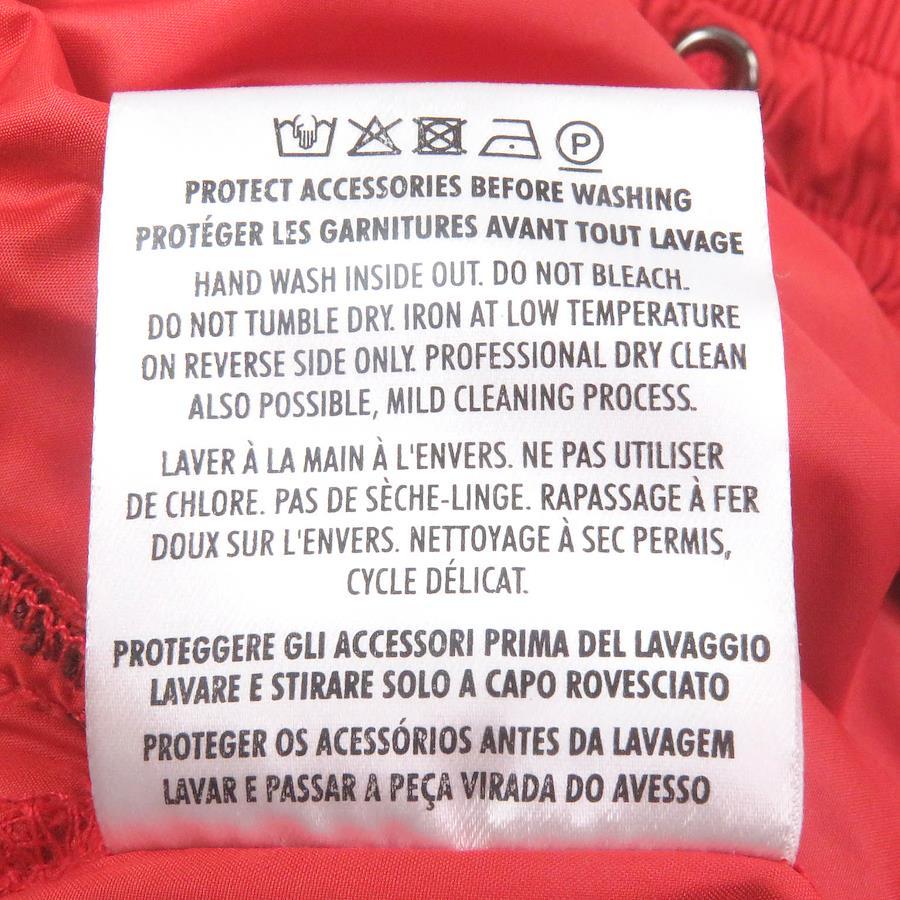 P
PROTECT ACCESSORIES BEFORE WASHING
PROTÉGER LES GARNITURES AVANT TOUT LAVAGE
HAND WASH INSIDE OUT. DO NOT BLEACH.
DO NOT TUMBLE DRY. IRON AT LOW TEMPERATURE
ON REVERSE SIDE ONLY. PROFESSIONAL DRY CLEAN
ALSO POSSIBLE, MILD CLEANING PROCESS.
LAVER À LA MAIN À L'ENVERS. NE PAS UTILISER
DE CHLORE. PAS DE SÈCHE-LINGE. RAPASSAGE À FER
DOUX SUR L'ENVERS. NETTOYAGE À SEC PERMIS,
CYCLE DÉLICAT.
PROTEGGERE GLI ACCESSORI PRIMA DEL LAVAGGIO
LAVARE E STIRARE SOLO A CAPO ROVESCIATO
PROTEGER OS ACESSÓRIOS ANTES DA LAVAGEM
LAVAR E PASSAR A PEÇA VIRADA DO AVESSO